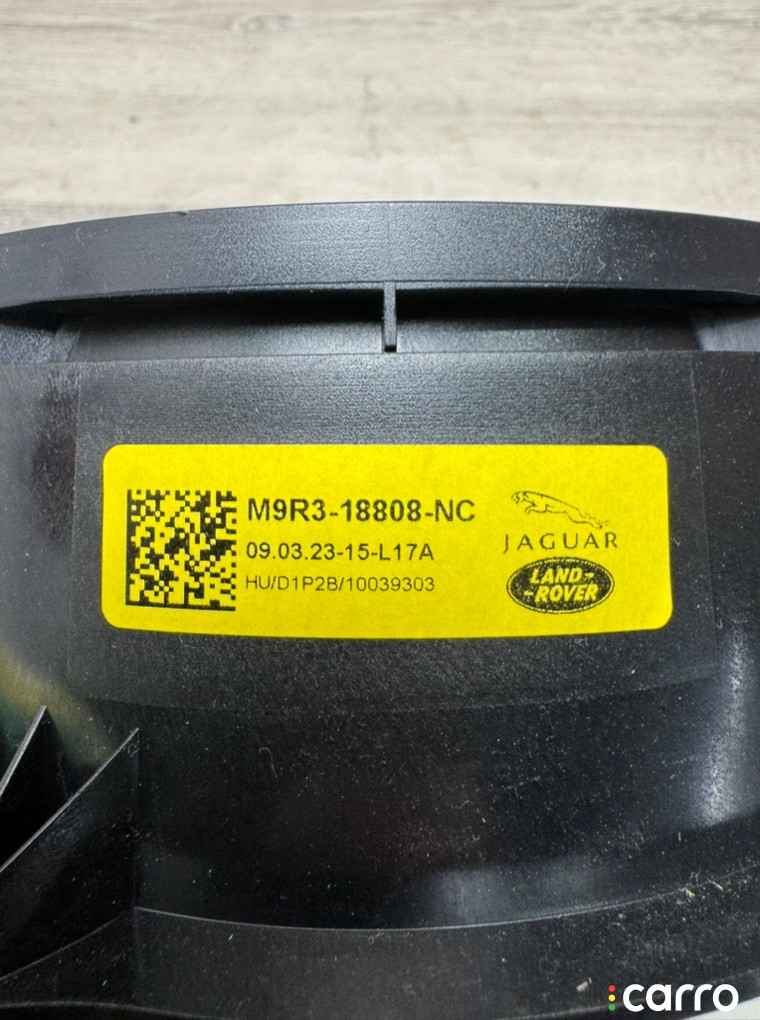 M9R3-18808-NC
09.03.23-15-L17A
HU/D1P2B/10039303
JAGUAR
LAND-
-ROVER
carro